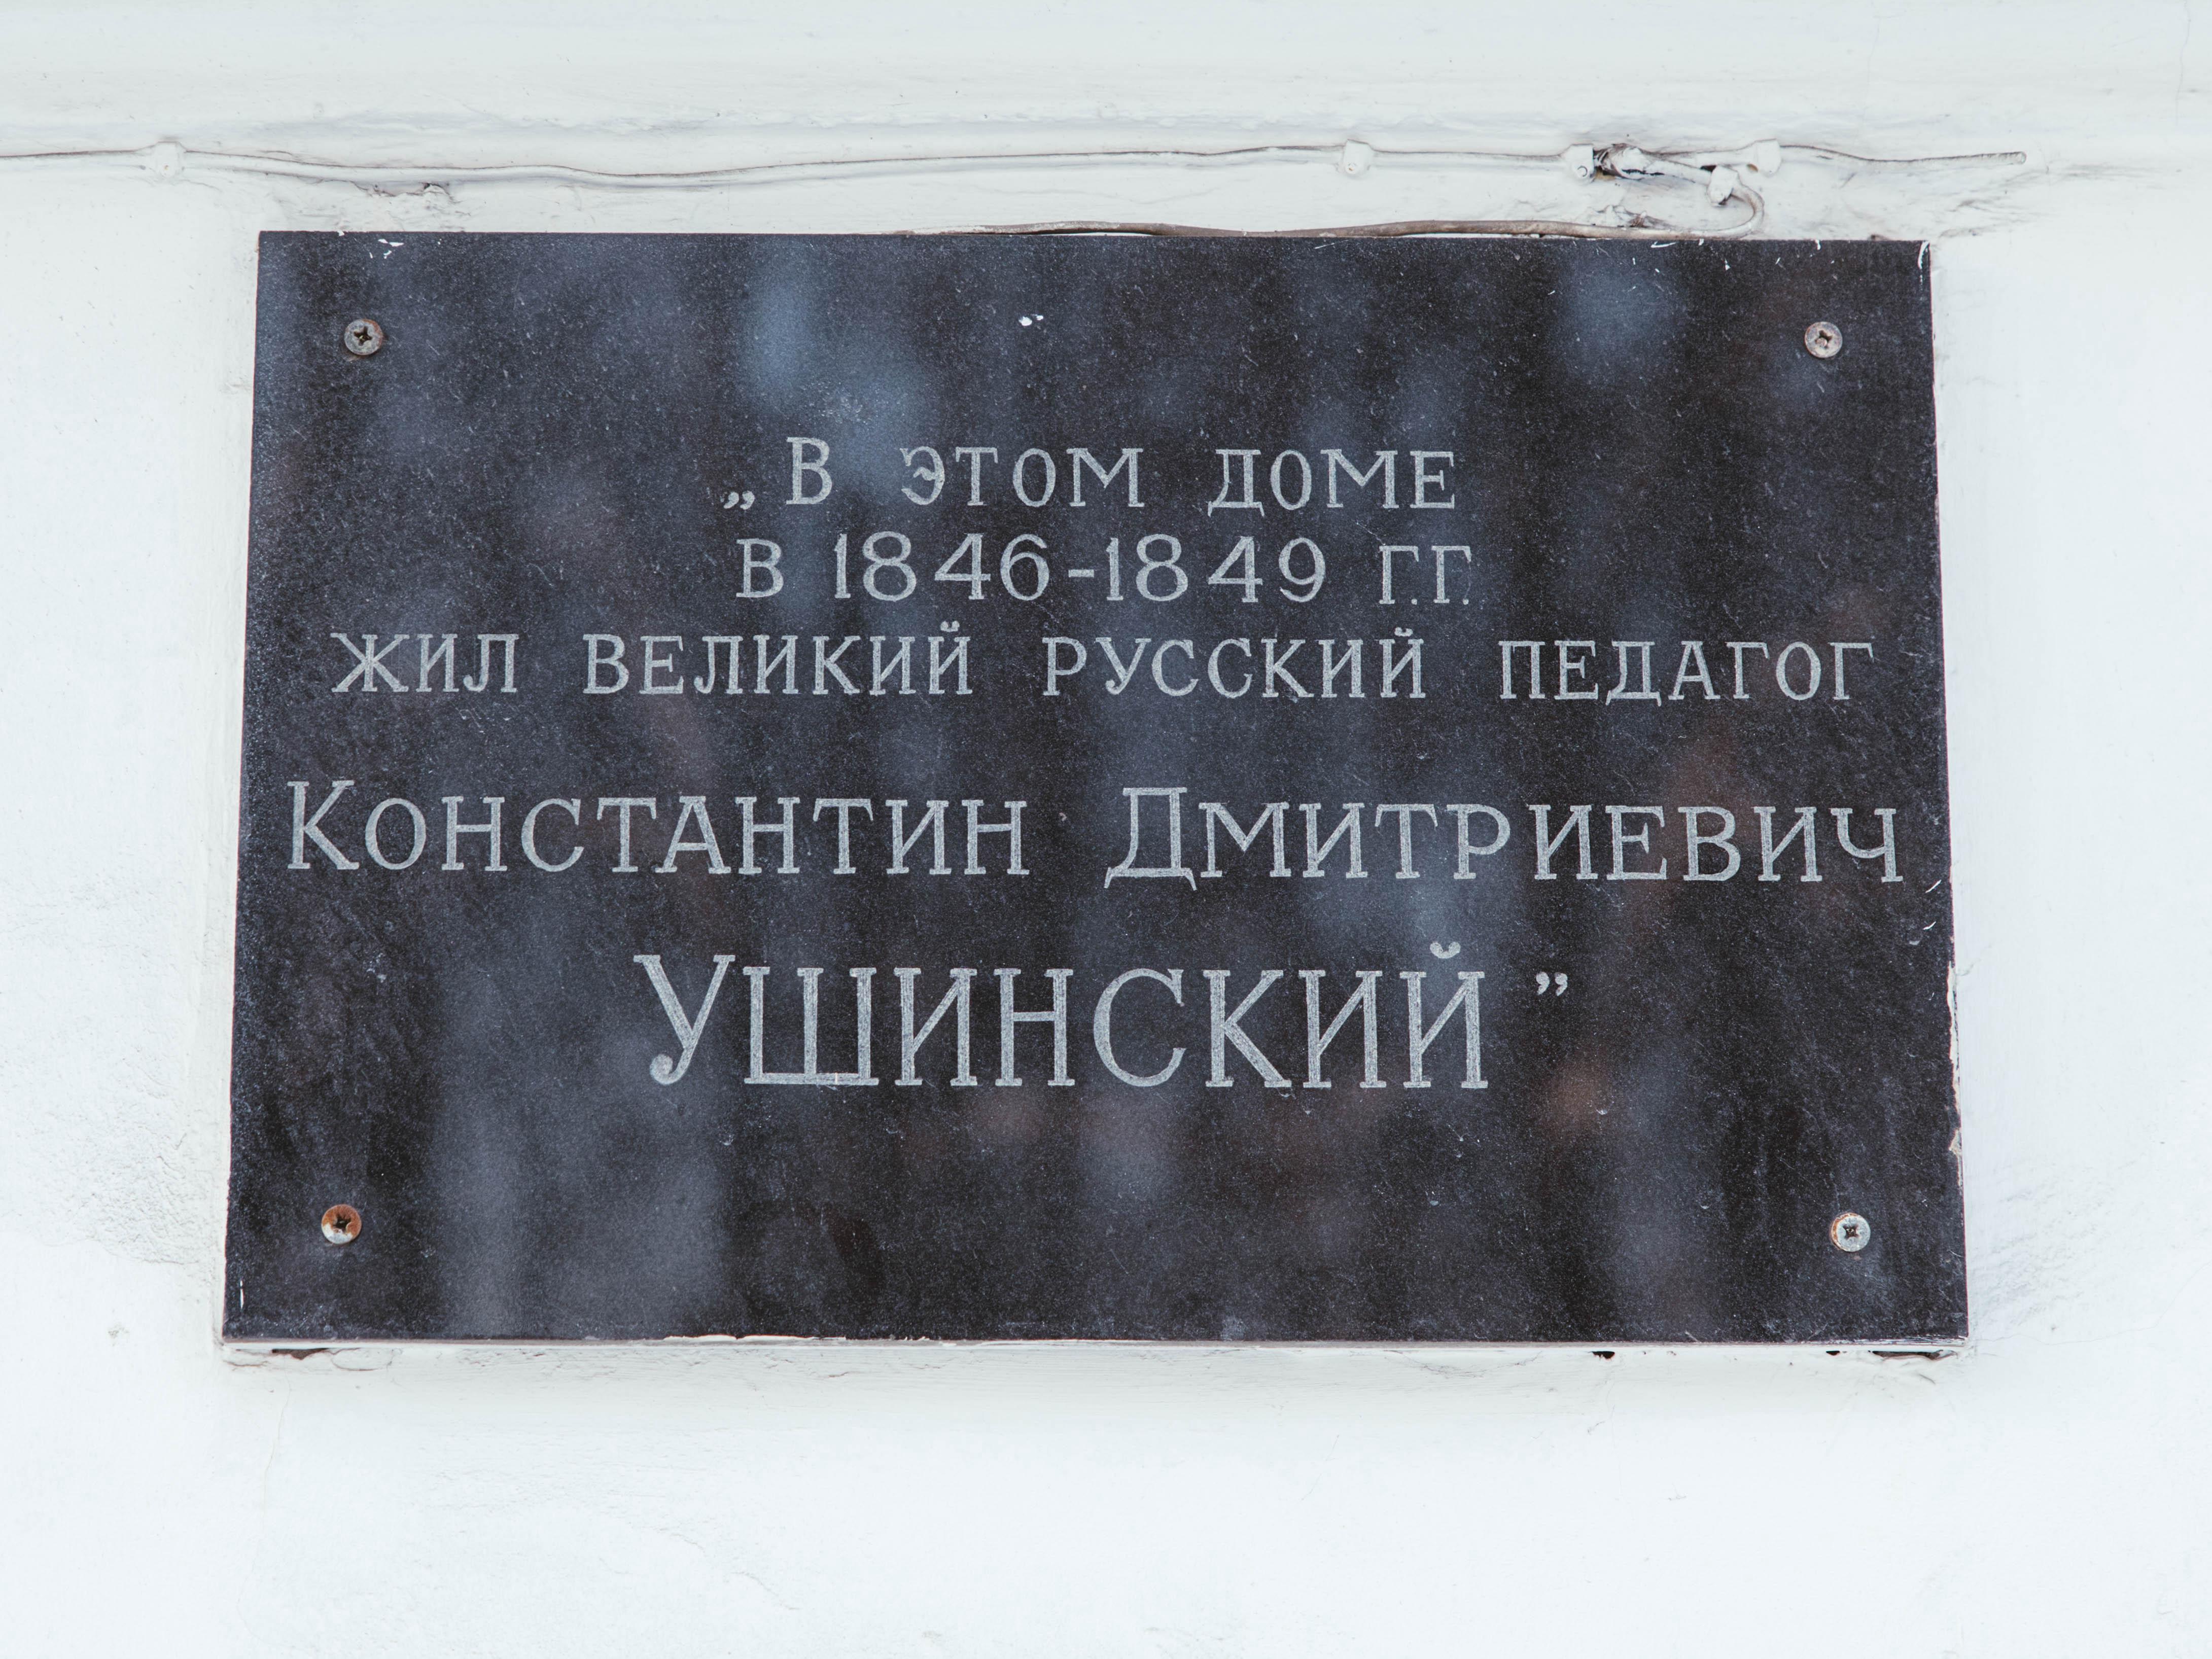 „В ЭТОМ ДОМЕ
В 1846-1849 Г.Г.
ЖИЛ ВЕЛИКИЙ РУССКИЙ ПЕДАГОГ
КОНСТАНТИН ДМИТРИЕВИЧ
УШИНСКИЙ”